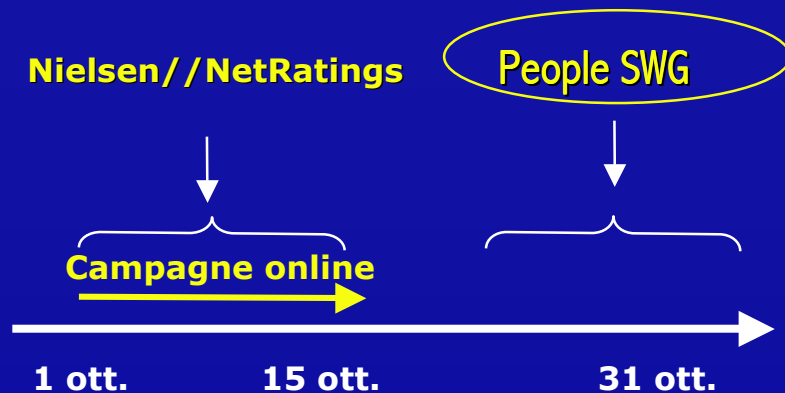 Nielsen//NetRatings People SWG
Campagne online
1 ott. 15 ott. 31 ott.